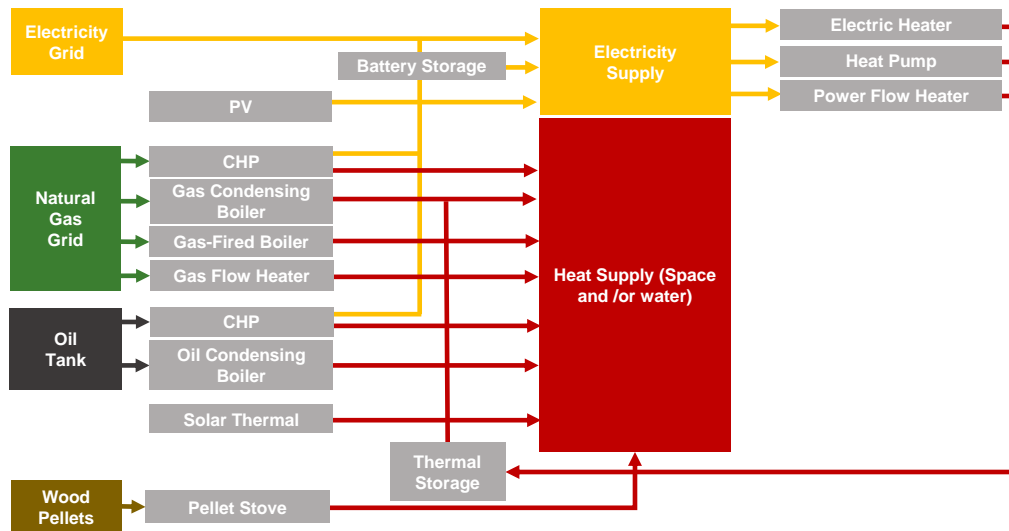 Electricity
Grid
Electricity
Supply
Electric Heater
Heat Pump
Power Flow Heater
Battery Storage
PV
Natural
Gas
Grid
CHP
Gas Condensing
Boiler
Gas-Fired Boiler
Gas Flow Heater
Heat Supply (Space
and /or water)
Oil
Tank
CHP
Oil Condensing
Boiler
Solar Thermal
Thermal
Storage
Wood
Pellets
Pellet Stove